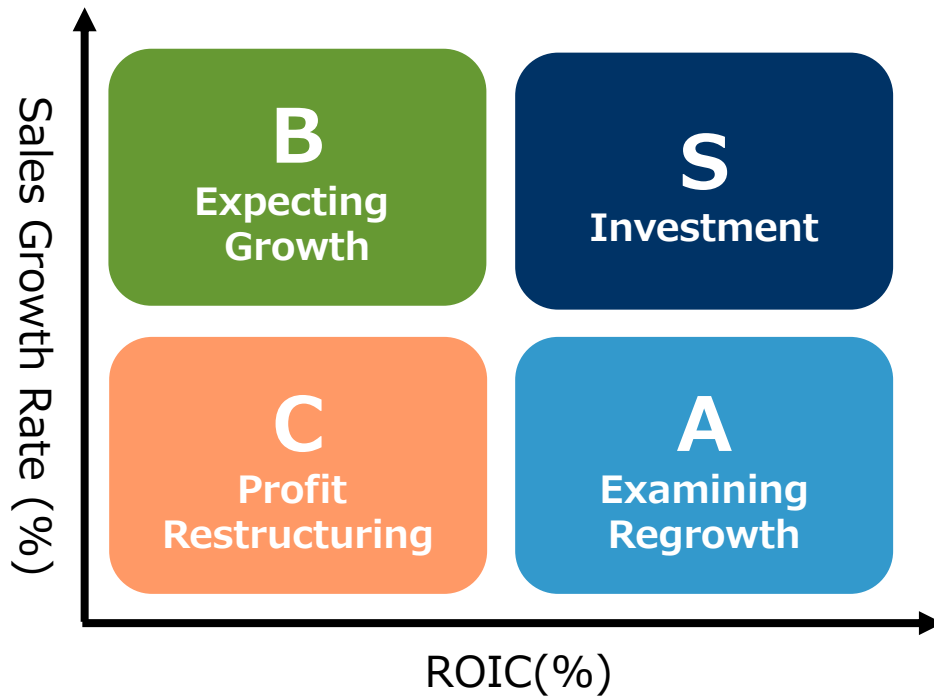 Sales Growth Rate (%)
B
Expecting
Growth
S
Investment
C
Profit
Restructuring
A
Examining
Regrowth
ROIC(%)